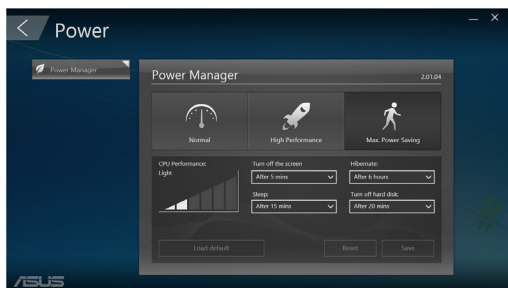 Power
Power Manager
Power Manager
2.01.04
Normal
High Performance
Max. Power Saving
CPU Performance:
Light
Turn off the screen
After 5 mins
Hibernate:
After 6 hours
Sleep:
After 15 mins
Turn off hard disk:
After 20 mins
Load default
Reset
Save
ASUS